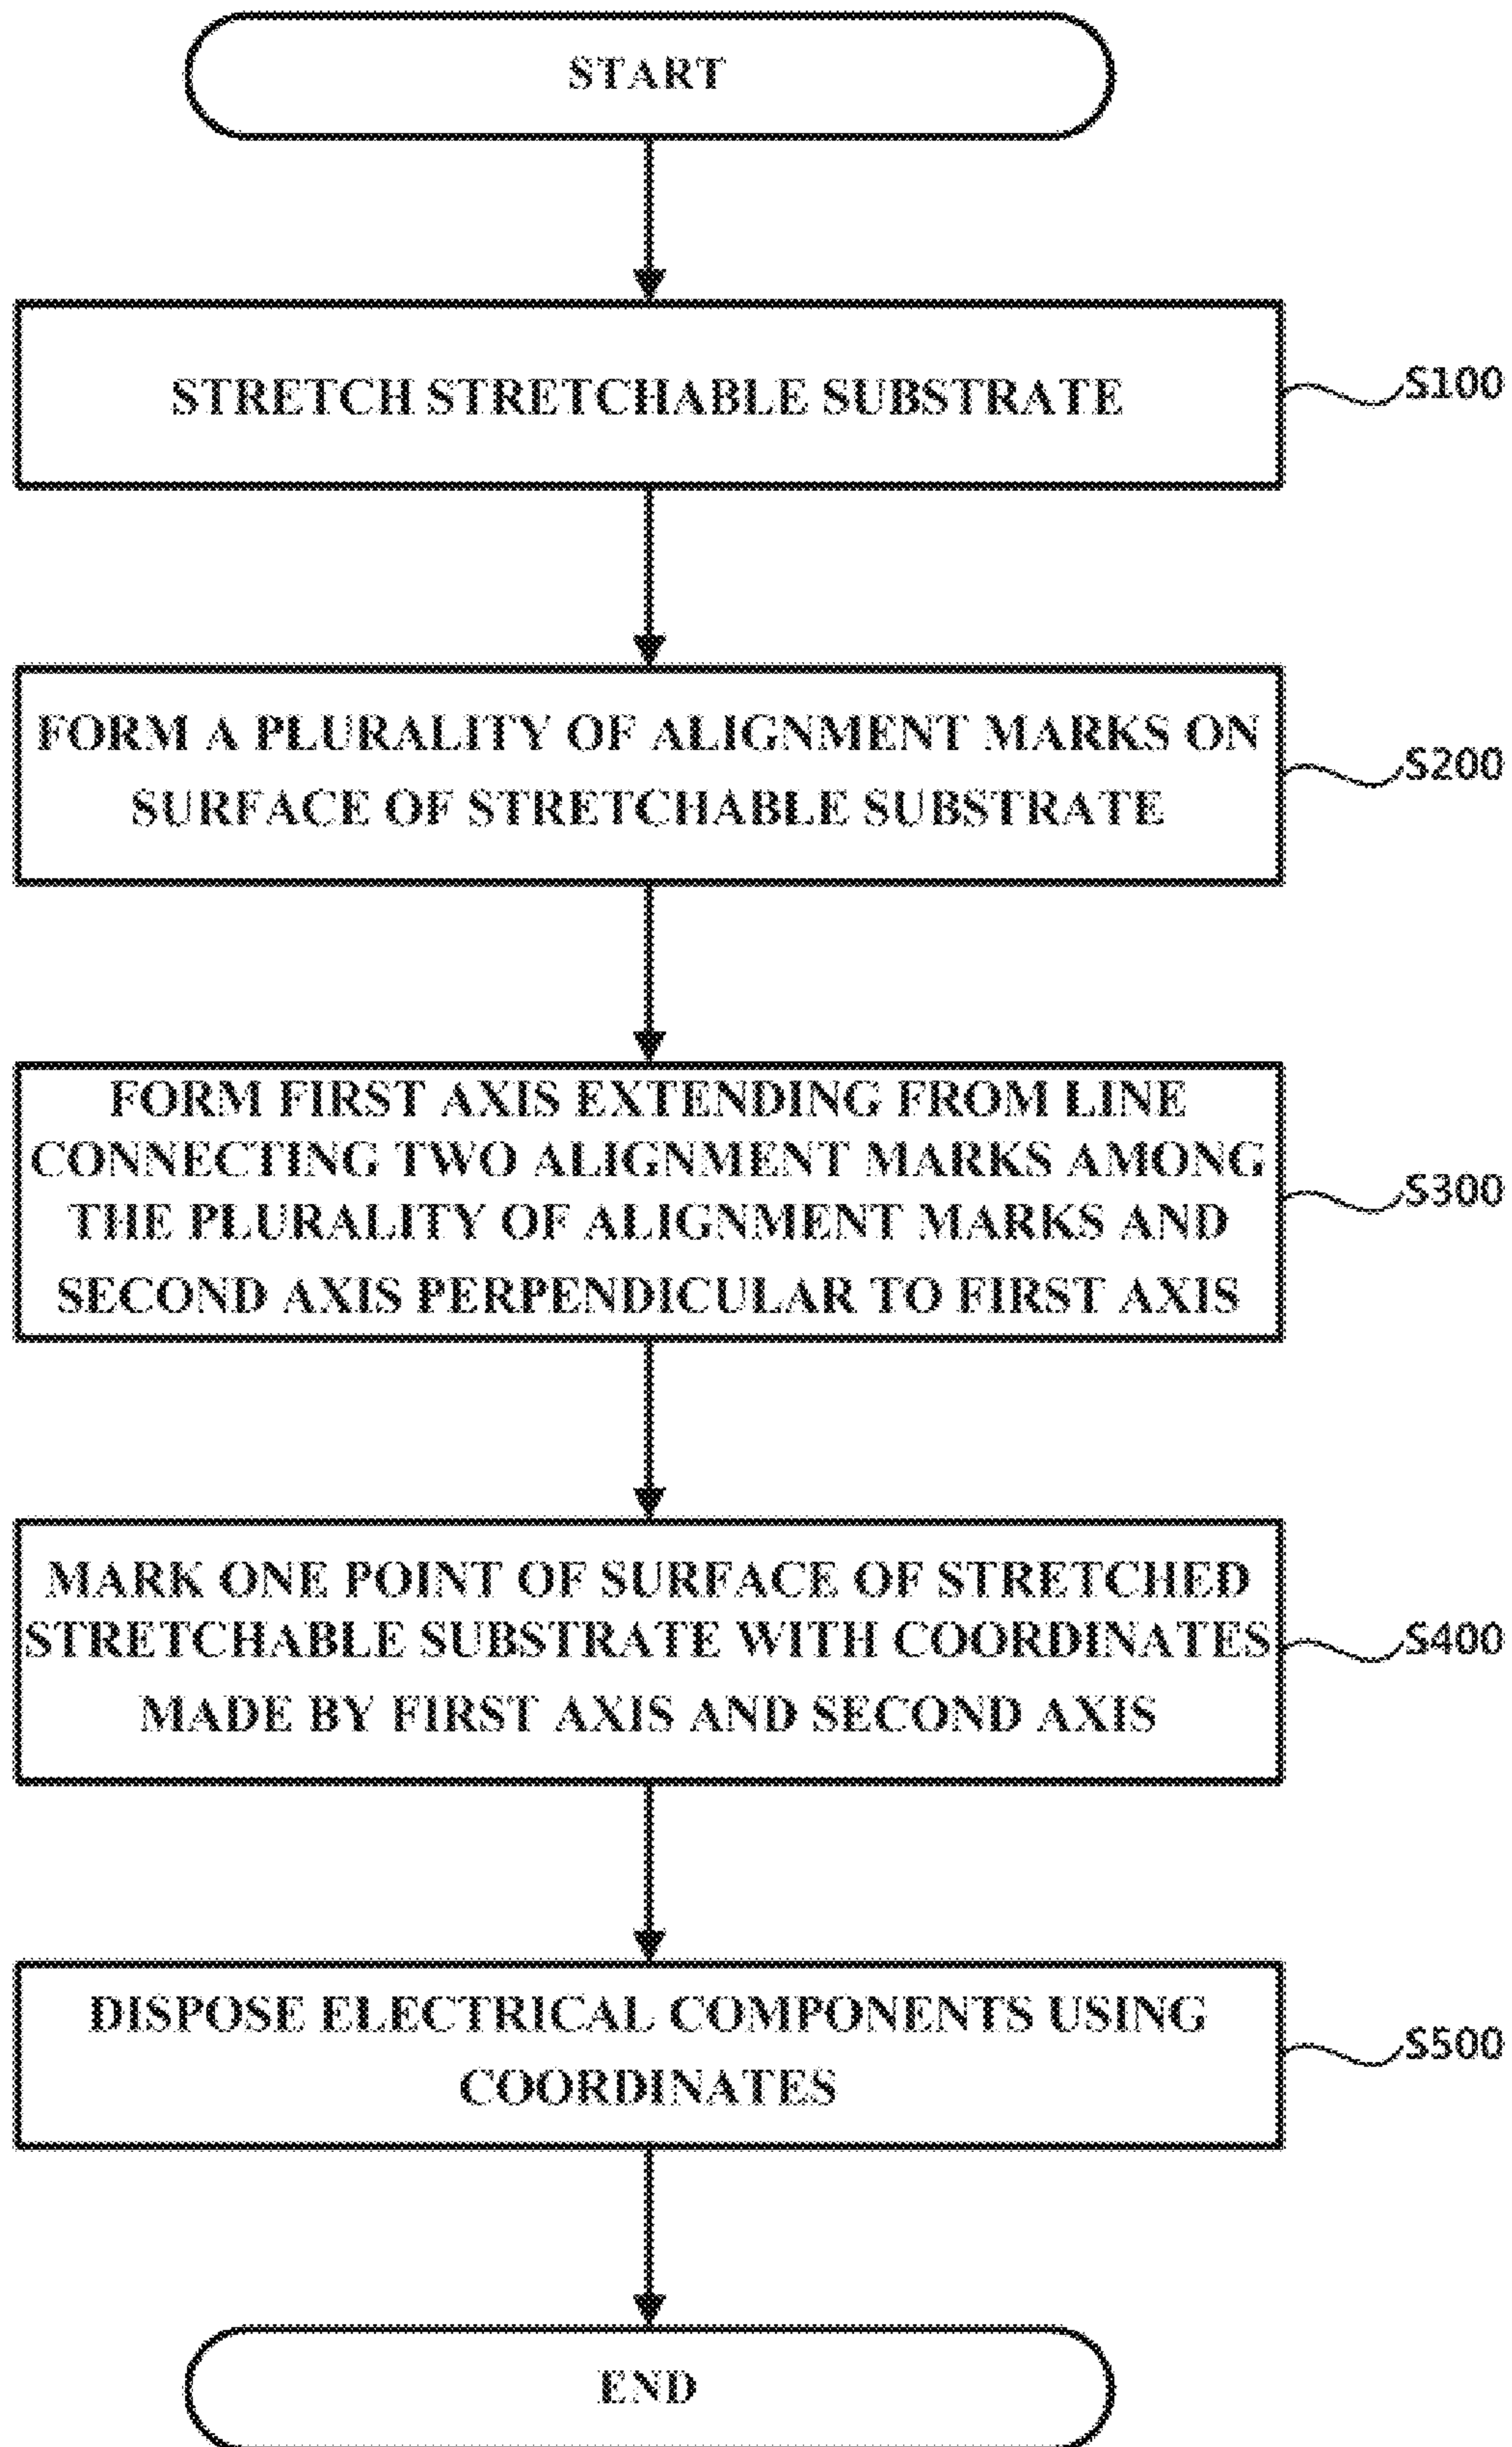 START
STRETCH STRETCHABLE SUBSTRATE
S100
FORM A PLURALITY OF ALIGNMENT MARKS ON
SURFACE OF STRETCHABLE SUBSTRATE
S200
FORM FIRST AXIS EXTENDING FROM LINE
CONNECTING TWO ALIGNMENT MARKS AMONG
THE PLURALITY OF ALIGNMENT MARKS AND
SECOND AXIS PERPENDICULAR TO FIRST AXIS
S300
MARK ONE POINT OF SURFACE OF STRETCHED
STRETCHABLE SUBSTRATE WITH COORDINATES
MADE BY FIRST AXIS AND SECOND AXIS
S400
DISPOSE ELECTRICAL COMPONENTS USING
COORDINATES
S500
END